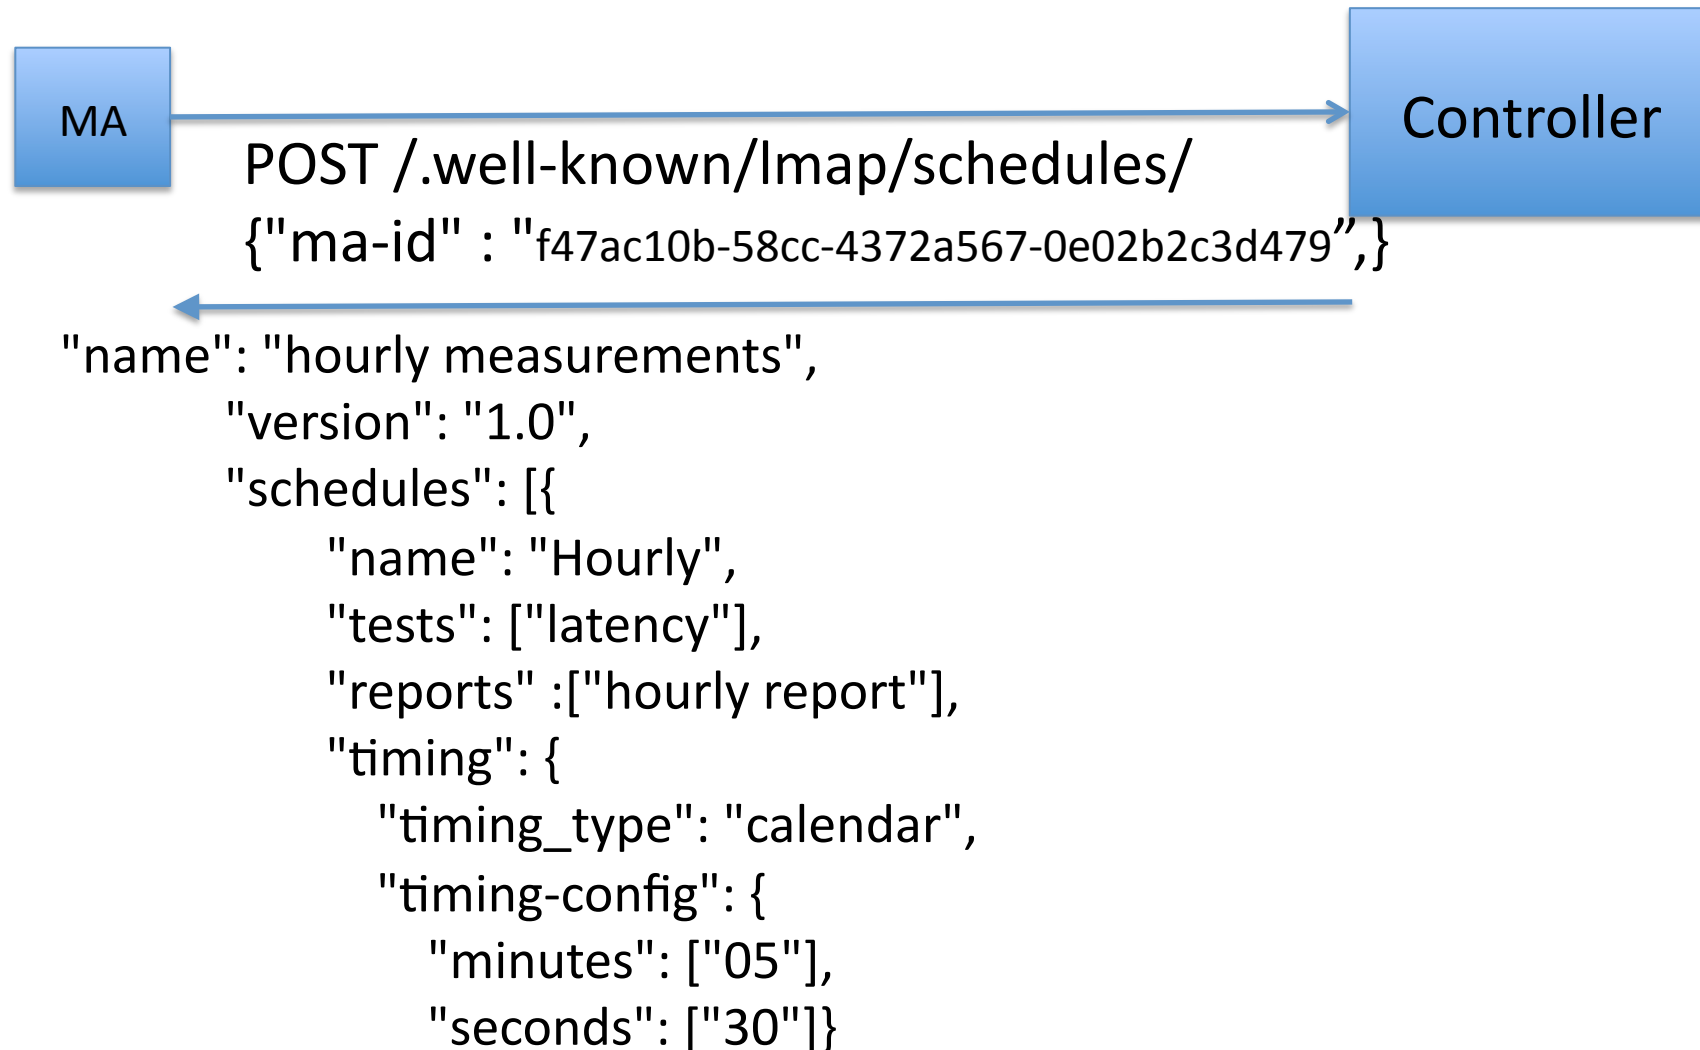 MA
Controller
POST /.well-known/lmap/schedules/
{"ma-id" : "f47ac10b-58cc-4372a567-0e02b2c3d479”,}
"name": "hourly measurements",
"version": "1.0",
"schedules": [{
"name": "Hourly",
"tests": ["latency"],
"reports" :["hourly report"],
"timing": {
"timing_type": "calendar",
"timing-config": {
"minutes": ["05"],
"seconds": ["30"]}